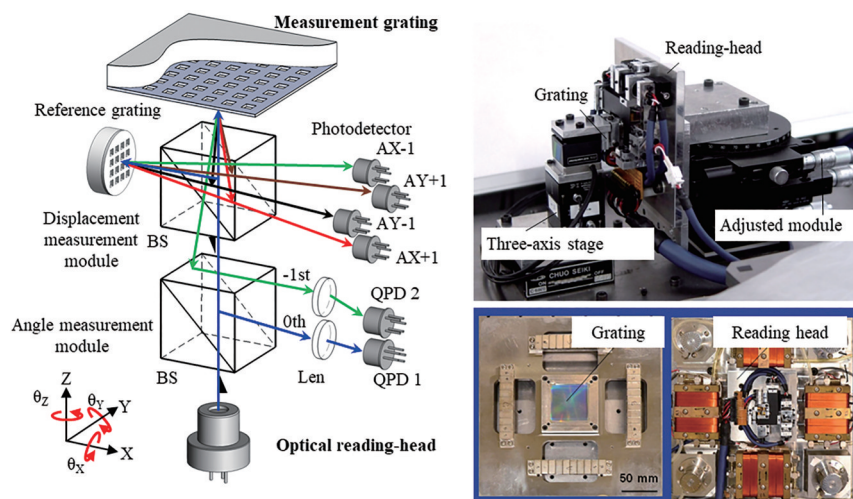 Measurement grating
Reference grating
Photodetector
AX-1
AY+1
AY-1
AX+1
Displacement
measurement
module
BS
-1st
QPD 2
0th
Angle measurement
module
QPD 1
BS
Len
Z
θZ
θY
Y
X
θX
Optical reading-head
Reading-head
Grating
Three-axis stage
Adjusted module
CHUO SEIKI
ON
OFF
Grating
50 mm
Reading head